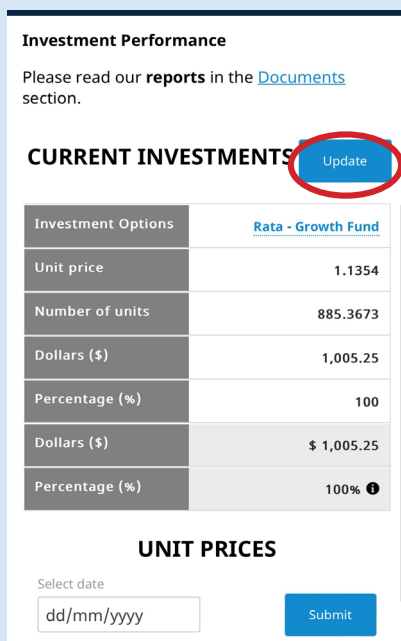 Investment Performance
Please read our reports in the Documents
section.
CURRENT INVESTMENTS
Update
Investment Options Rata - Growth Fund
Unit price 1.1354
Number of units 885.3673
Dollars ($) 1,005.25
Percentage (%) 100
Dollars ($) $ 1,005.25
Percentage (%) 100%
UNIT PRICES
Select date
dd/mm/yyyy
Submit